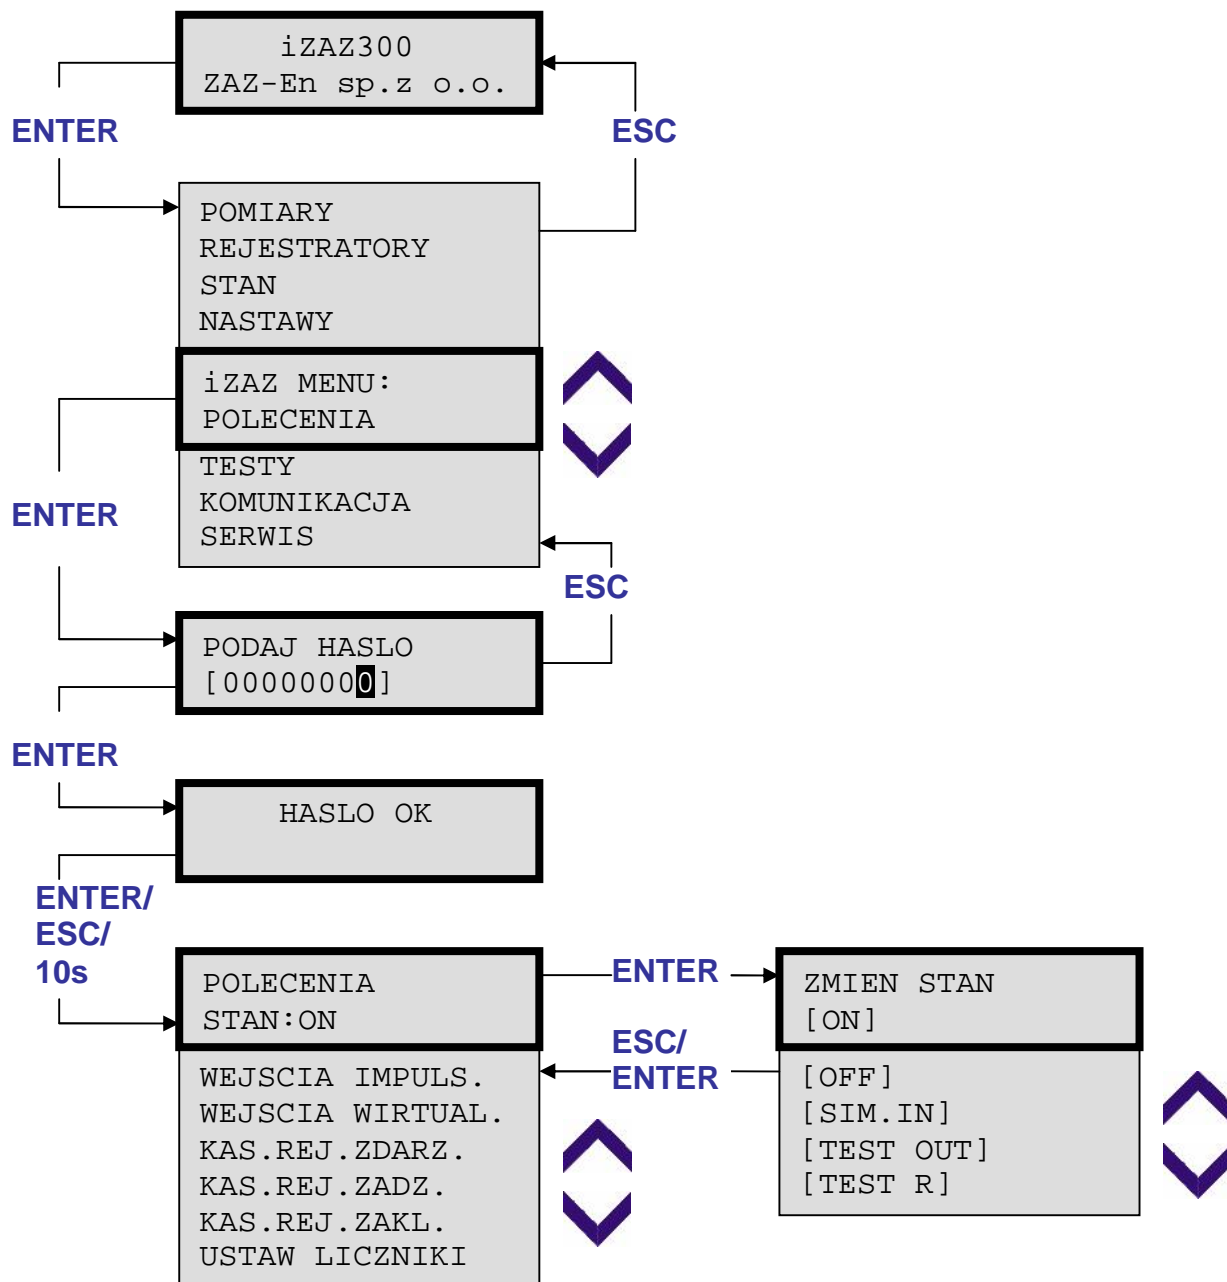 iZAZ300
ZAZ-En sp.z o.o.
ENTER
ESC
POMIARY
REJESTRATORY
STAN
NASTAWY
iZAZ MENU:
POLECENIA
TESTY
KOMUNIKACJA
SERWIS
ENTER
ESC
PODAJ HASLO
[00000000]
ENTER
HASLO OK
ENTER/
ESC/
10s
POLECENIA
STAN:ON
ENTER
ZMIEN STAN
[ON]
ESC/
ENTER
WEJSCIA IMPULS.
WEJSCIA WIRTUAL.
KAS.REJ.ZDARZ.
KAS.REJ.ZADZ.
KAS.REJ.ZAKL.
USTAW LICZNIKI
[OFF]
[SIM.IN]
[TEST OUT]
[TEST R]